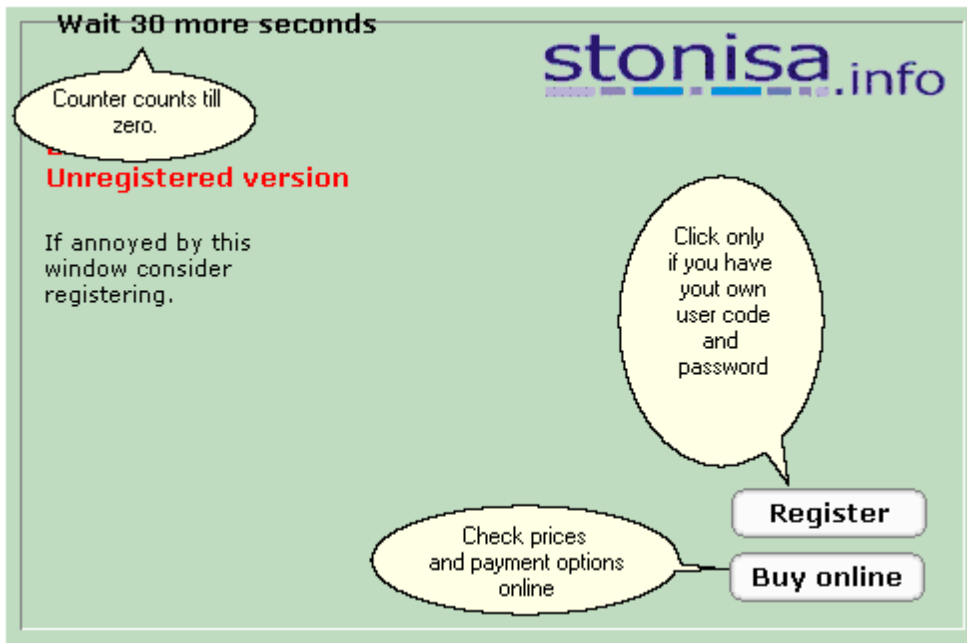 Wait 30 more seconds
stonisa.info
Counter counts till
zero.
Unregistered version
If annoyed by this
window consider
registering.
Click only
if you have
yout own
user code
and
password
Register
Check prices
and payment options
online
Buy online